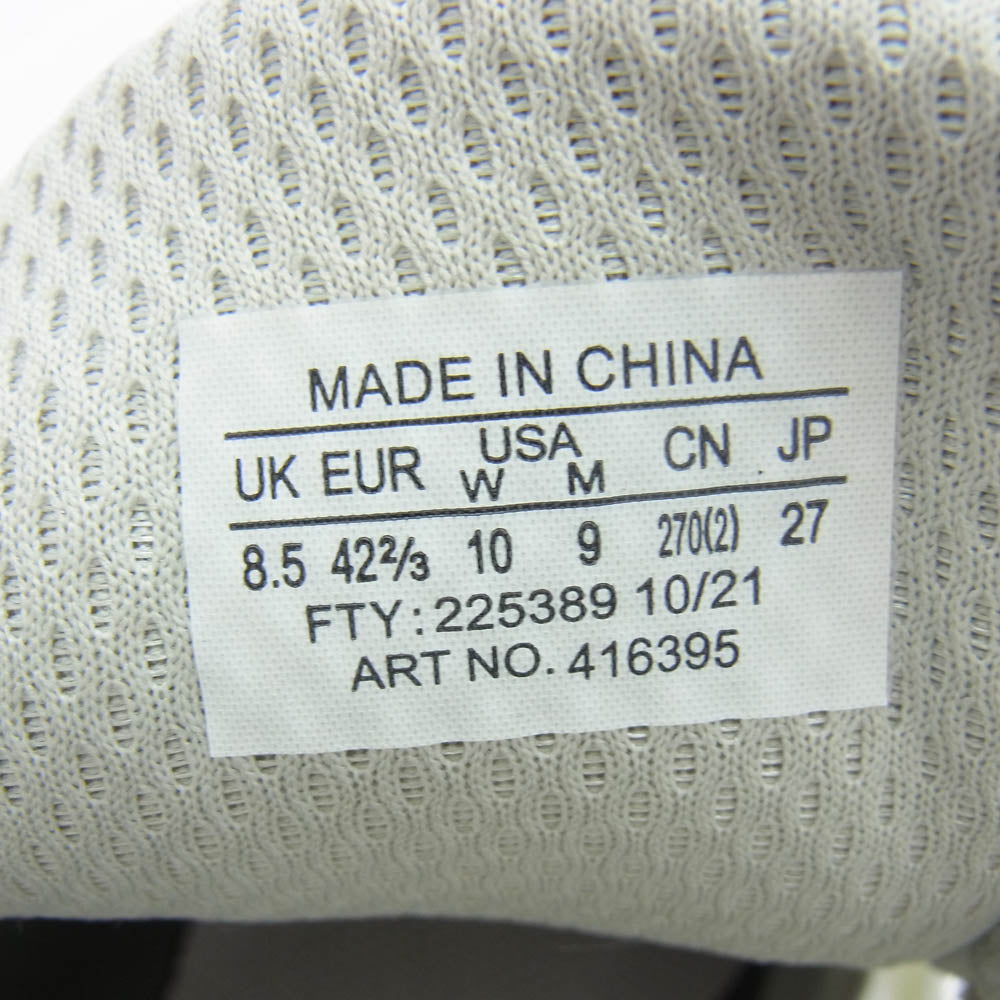 MADE IN CHINA
UK EUR USA CN JP
W M
8.5 42⅔ 10 9 270(2) 27
FTY: 225389 10/21
ART NO. 416395